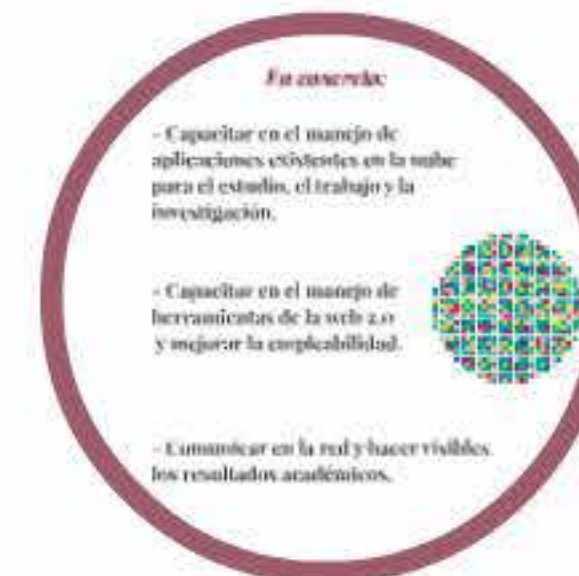 En concreto:
- Capacitar en el manejo de
aplicaciones existentes en la nube
para el estudio, el trabajo y la
investigación.
- Capacitar en el manejo de
herramientas de la web 2.0
y mejorar la empleabilidad.
- Comunicar en la red y hacer visibles
los resultados académicos.